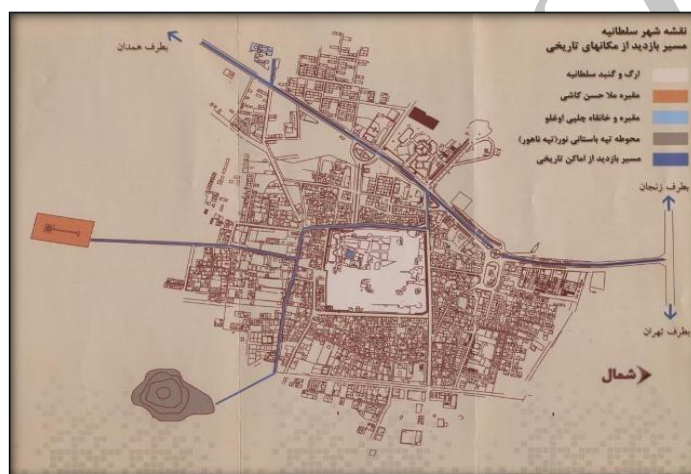 نقشه شهر سلطانیه
مسیر بازدید از مکانهای تاریخی
ارگ و گنبد سلطانیه
مقبره ملا حسن کاشی
مقبره و خانقاه چلپی اوغلو
محوطه تپه باستانی نور(تپه ناهور)
مسیر بازدید از اماکن تاریخی
بطرف همدان
بطرف زنجان
بطرف تهران
شمال